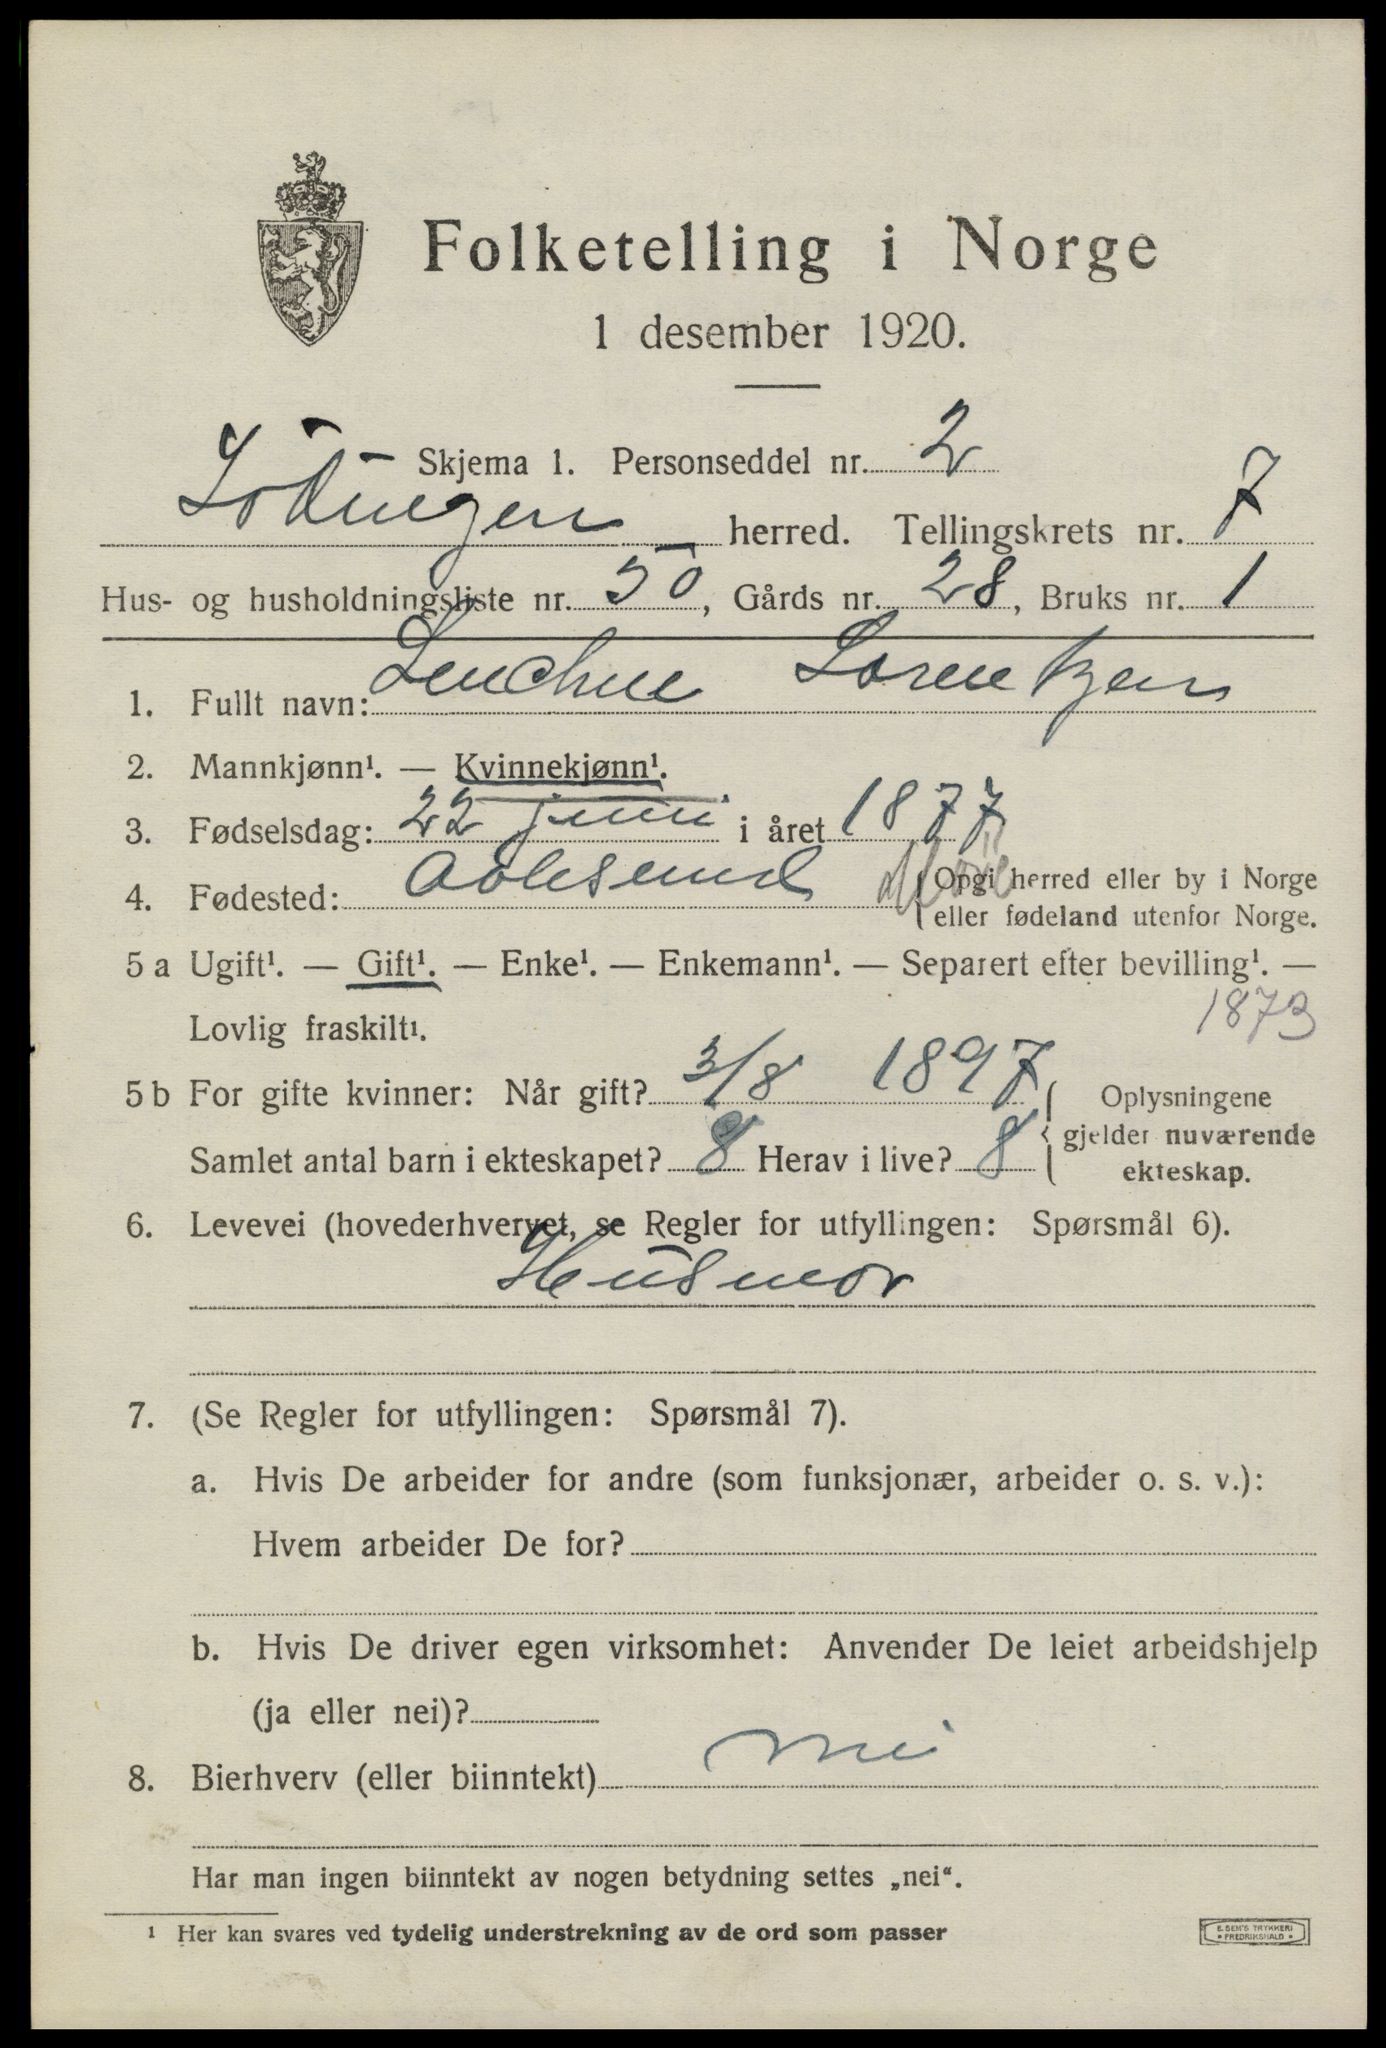 Folketelling i Norge
1 desember 1920.
Skjema 1. Personseddel nr. 2
Lödingen herred. Tellingskrets nr. 7
Hus- og husholdningsliste nr. 50, Gårds nr. 28, Bruks nr. 1
1. Fullt navn: Lorentzen
2. Mannkjønn¹. — Kvinnekjønn¹.
3. Fødselsdag: 22 juni i året 1877
4. Fødested: {Opgi herred eller by i Norge
eller fødeland utenfor Norge.
5 a Ugift¹. — Gift¹. — Enke¹. — Enkemann¹. — Separert efter bevilling¹. —
Lovlig fraskilt¹.
1873
5 b For gifte kvinner: Når gift? 3/8 1897
Samlet antal barn i ekteskapet? 8 Herav i live? 8
{Oplysningene
gjelder nuværende
ekteskap.
6. Levevei (hovederhvervet, se Regler for utfyllingen: Spørsmål 6).
Husmor
7. (Se Regler for utfyllingen: Spørsmål 7).
a. Hvis De arbeider for andre (som funksjonær, arbeider o. s. v.):
Hvem arbeider De for?
b. Hvis De driver egen virksomhet: Anvender De leiet arbeidshjelp
(ja eller nei)?
8. Bierhverv (eller biinntekt) nei
Har man ingen biinntekt av nogen betydning settes „nei“.
¹ Her kan svares ved tydelig understrekning av de ord som passer
E. SEM'S TRYKKERI
• FREDRIKSHALD •